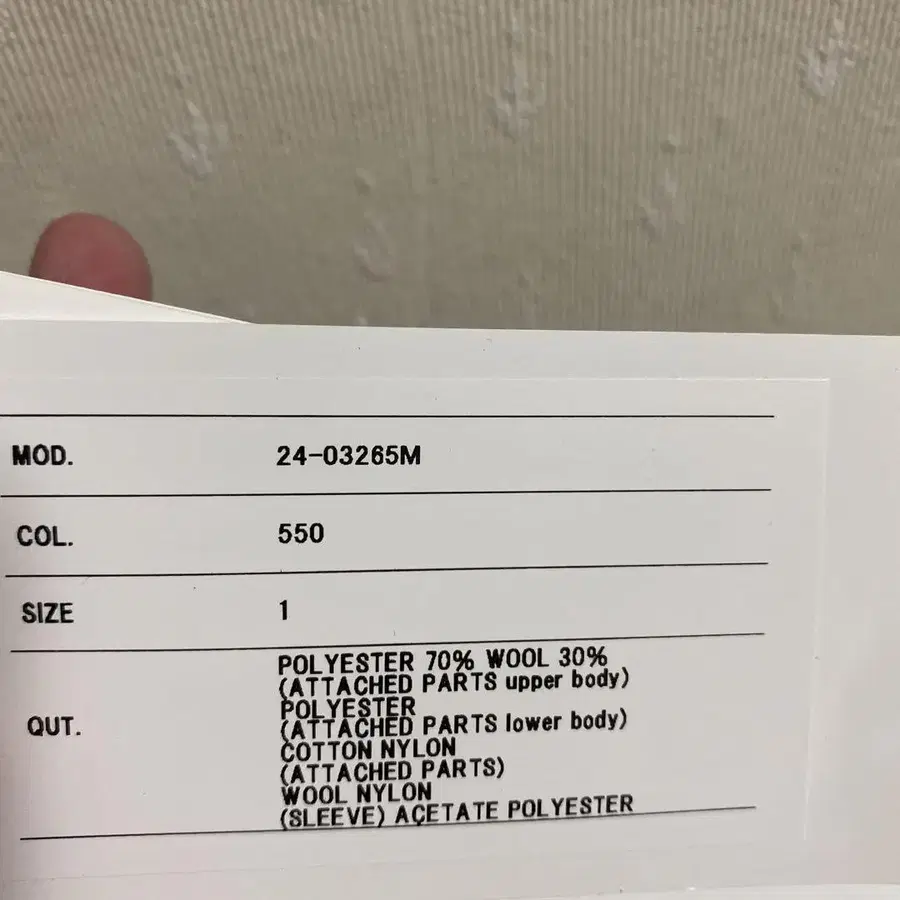 MOD. 24-03265M
COL. 550
SIZE 1
QUT. POLYESTER 70% WOOL 30%
(ATTACHED PARTS upper body)
POLYESTER
(ATTACHED PARTS lower body)
COTTON NYLON
(ATTACHED PARTS)
WOOL NYLON
(SLEEVE) ACETATE POLYESTER